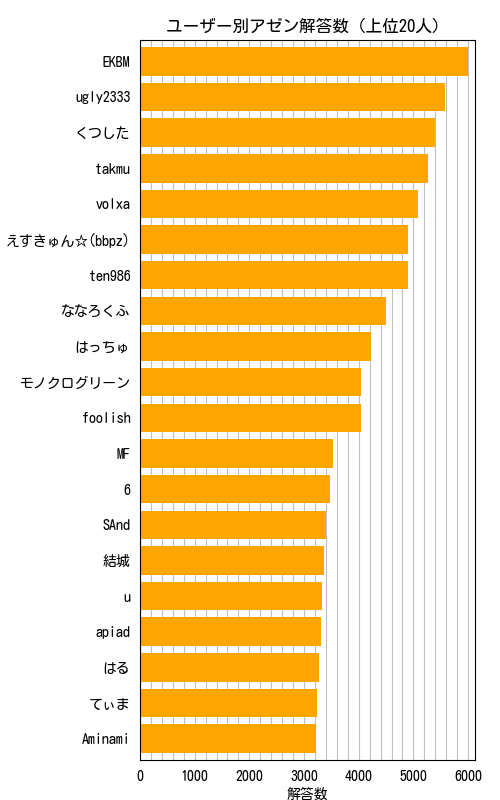 ユーザー別アゼン解答数 (上位20人)
EKBM
ugly2333
くつした
takmu
volxa
えすきゅん☆(bbpz)
ten986
ななろくふ
はっちゅ
モノクログリーン
foolish
MF
6
SAnd
結城
u
apiad
はる
てぃま
Aminami
0 1000 2000 3000 4000 5000 6000
解答数